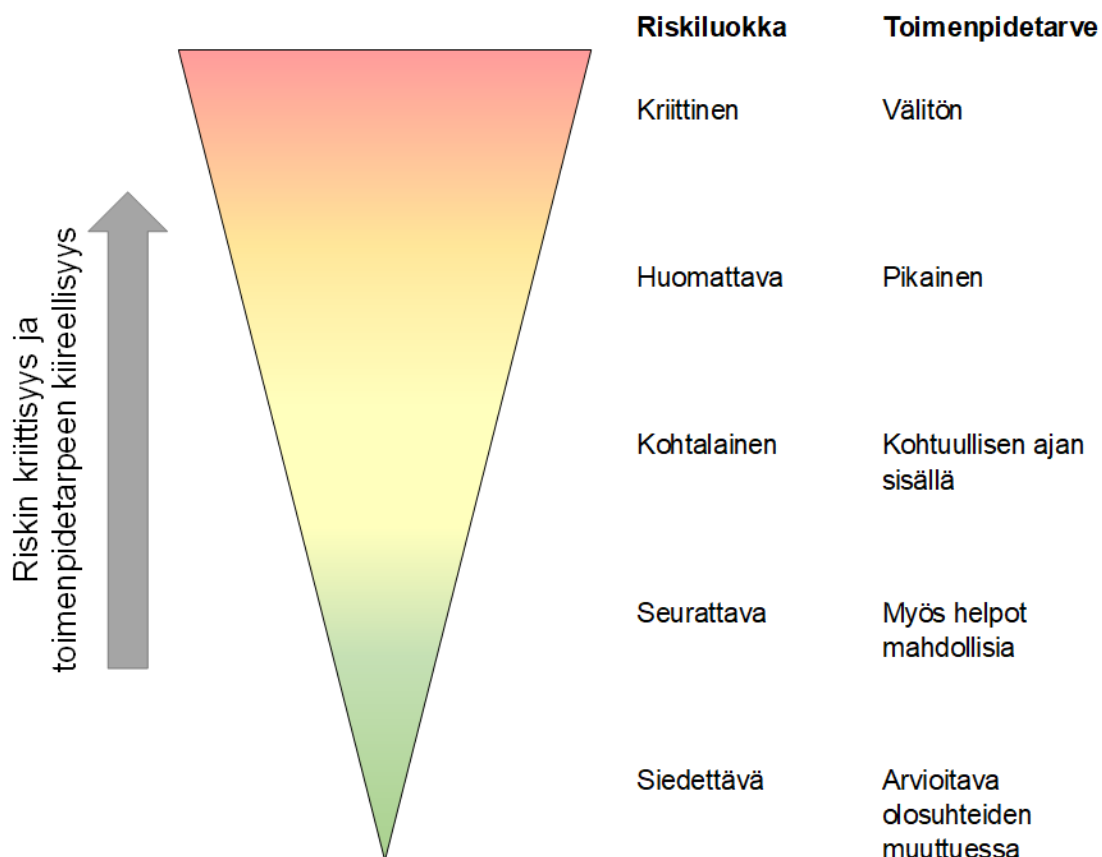 Riskiluokka Toimenpidetarve
Kriittinen Välitön
Huomattava Pikainen
Kohtalainen Kohtuullisen ajan
sisällä
Seurattava Myös helpot
mahdollisia
Siedettävä Arvioitava
olosuhteiden
muuttuessa
Riskin kriittisyys ja
toimenpidetarpeen kiireellisyys